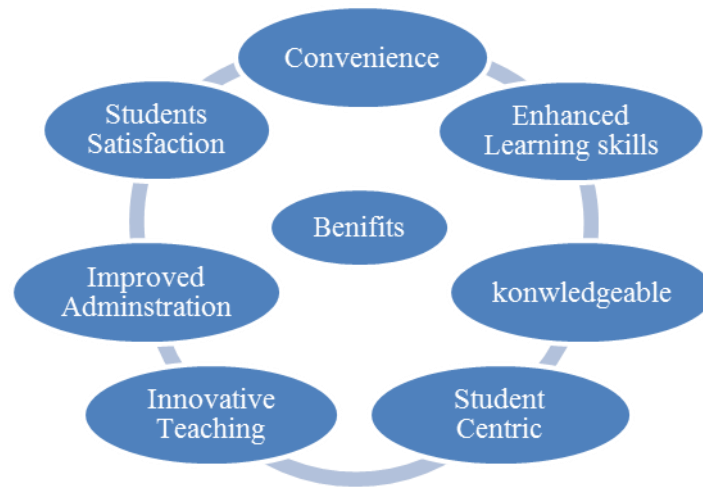 Convenience
Students
Satisfaction
Enhanced
Learning skills
Benifits
Improved
Adminstration
konwledgeable
Innovative
Teaching
Student
Centric